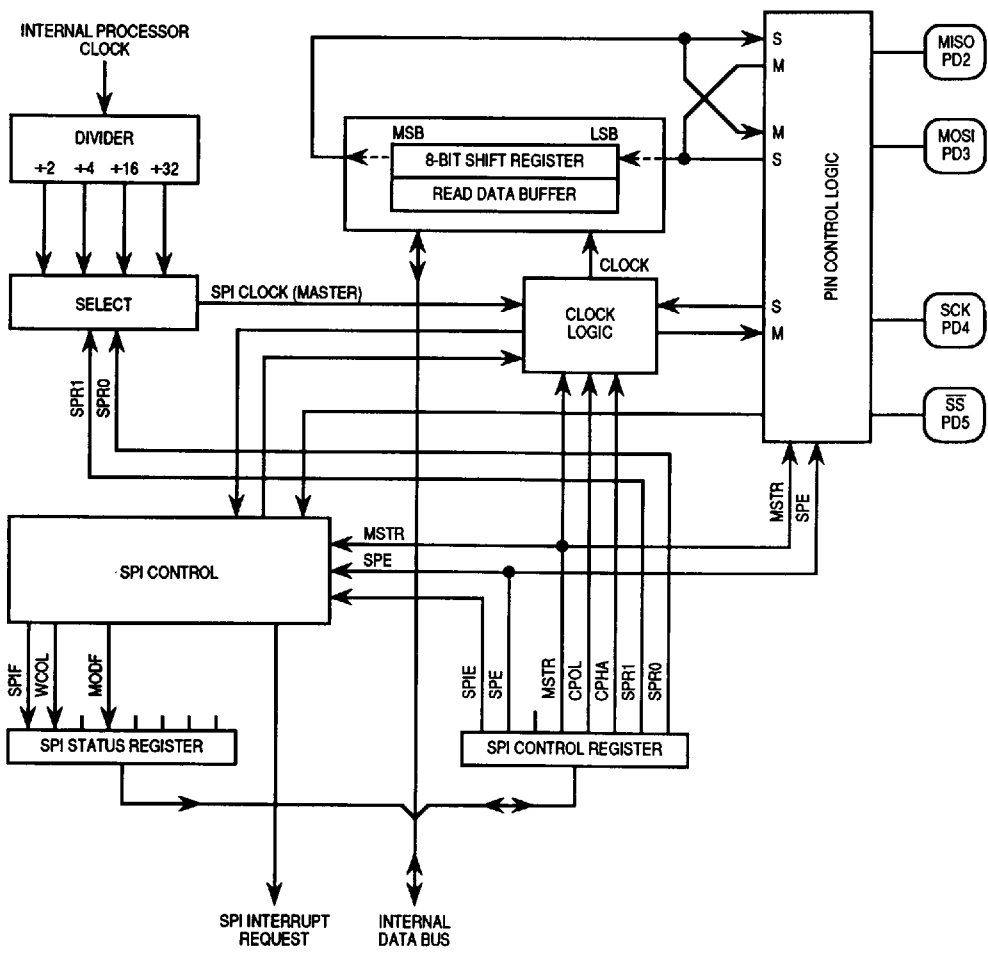 INTERNAL PROCESSOR
CLOCK
DIVIDER
÷2 ÷4 ÷16 ÷32
SELECT
SPI CLOCK (MASTER)
SPR1
SPR0
MSB LSB
8-BIT SHIFT REGISTER
READ DATA BUFFER
CLOCK
CLOCK
LOGIC
S
M
M
S
S
M
PIN CONTROL LOGIC
MISO
PD2
MOSI
PD3
SCK
PD4
SS
PD5
MSTR
SPE
SPI CONTROL
MSTR
SPE
SPIF
WCOL
MODF
SPI STATUS REGISTER
SPIE
SPE
MSTR
CPOL
CPHA
SPR1
SPR0
SPI CONTROL REGISTER
SPI INTERRUPT
REQUEST
INTERNAL
DATA BUS